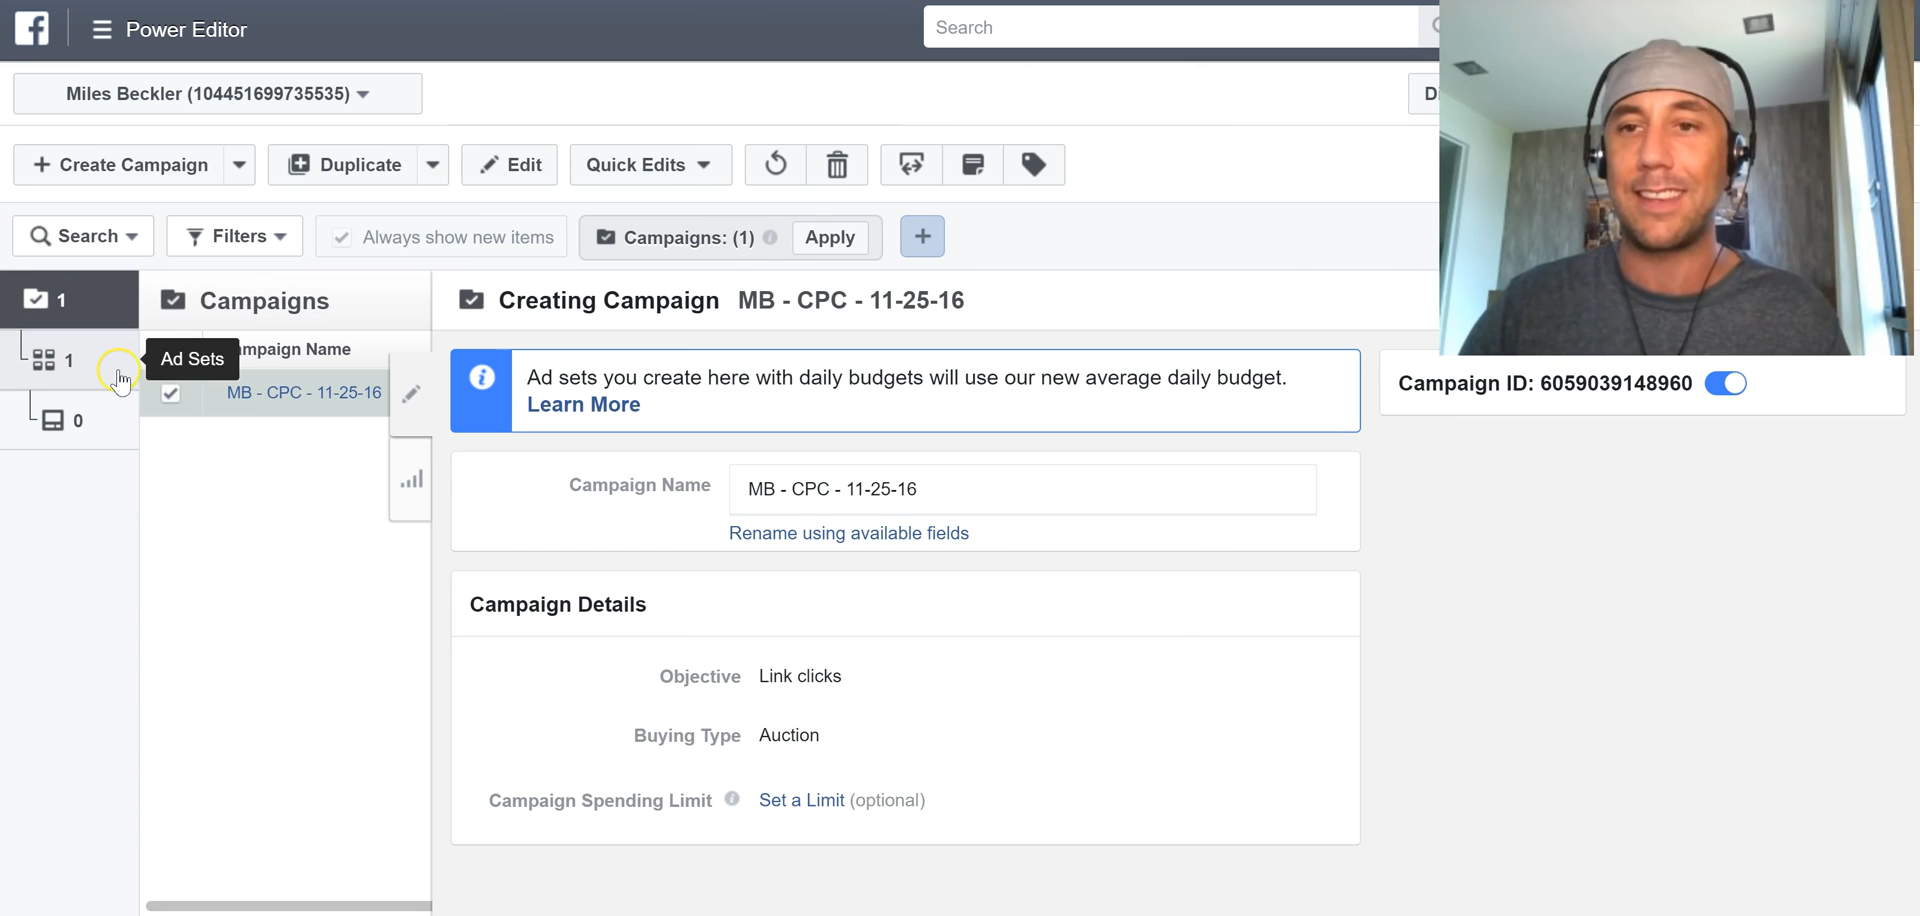 f
Power Editor
Search
Miles Beckler (104451699735535)
+ Create Campaign
Duplicate
Edit
Quick Edits
Search
Filters
Always show new items
Campaigns: (1)
Apply
+
1
Campaigns
Creating Campaign MB - CPC - 11-25-16
1
Ad Sets
mpaign Name
MB - CPC - 11-25-16
0
Ad sets you create here with daily budgets will use our new average daily budget.
Learn More
Campaign ID: 6059039148960
Campaign Name
MB - CPC - 11-25-16
Rename using available fields
Campaign Details
Objective Link clicks
Buying Type Auction
Campaign Spending Limit Set a Limit (optional)